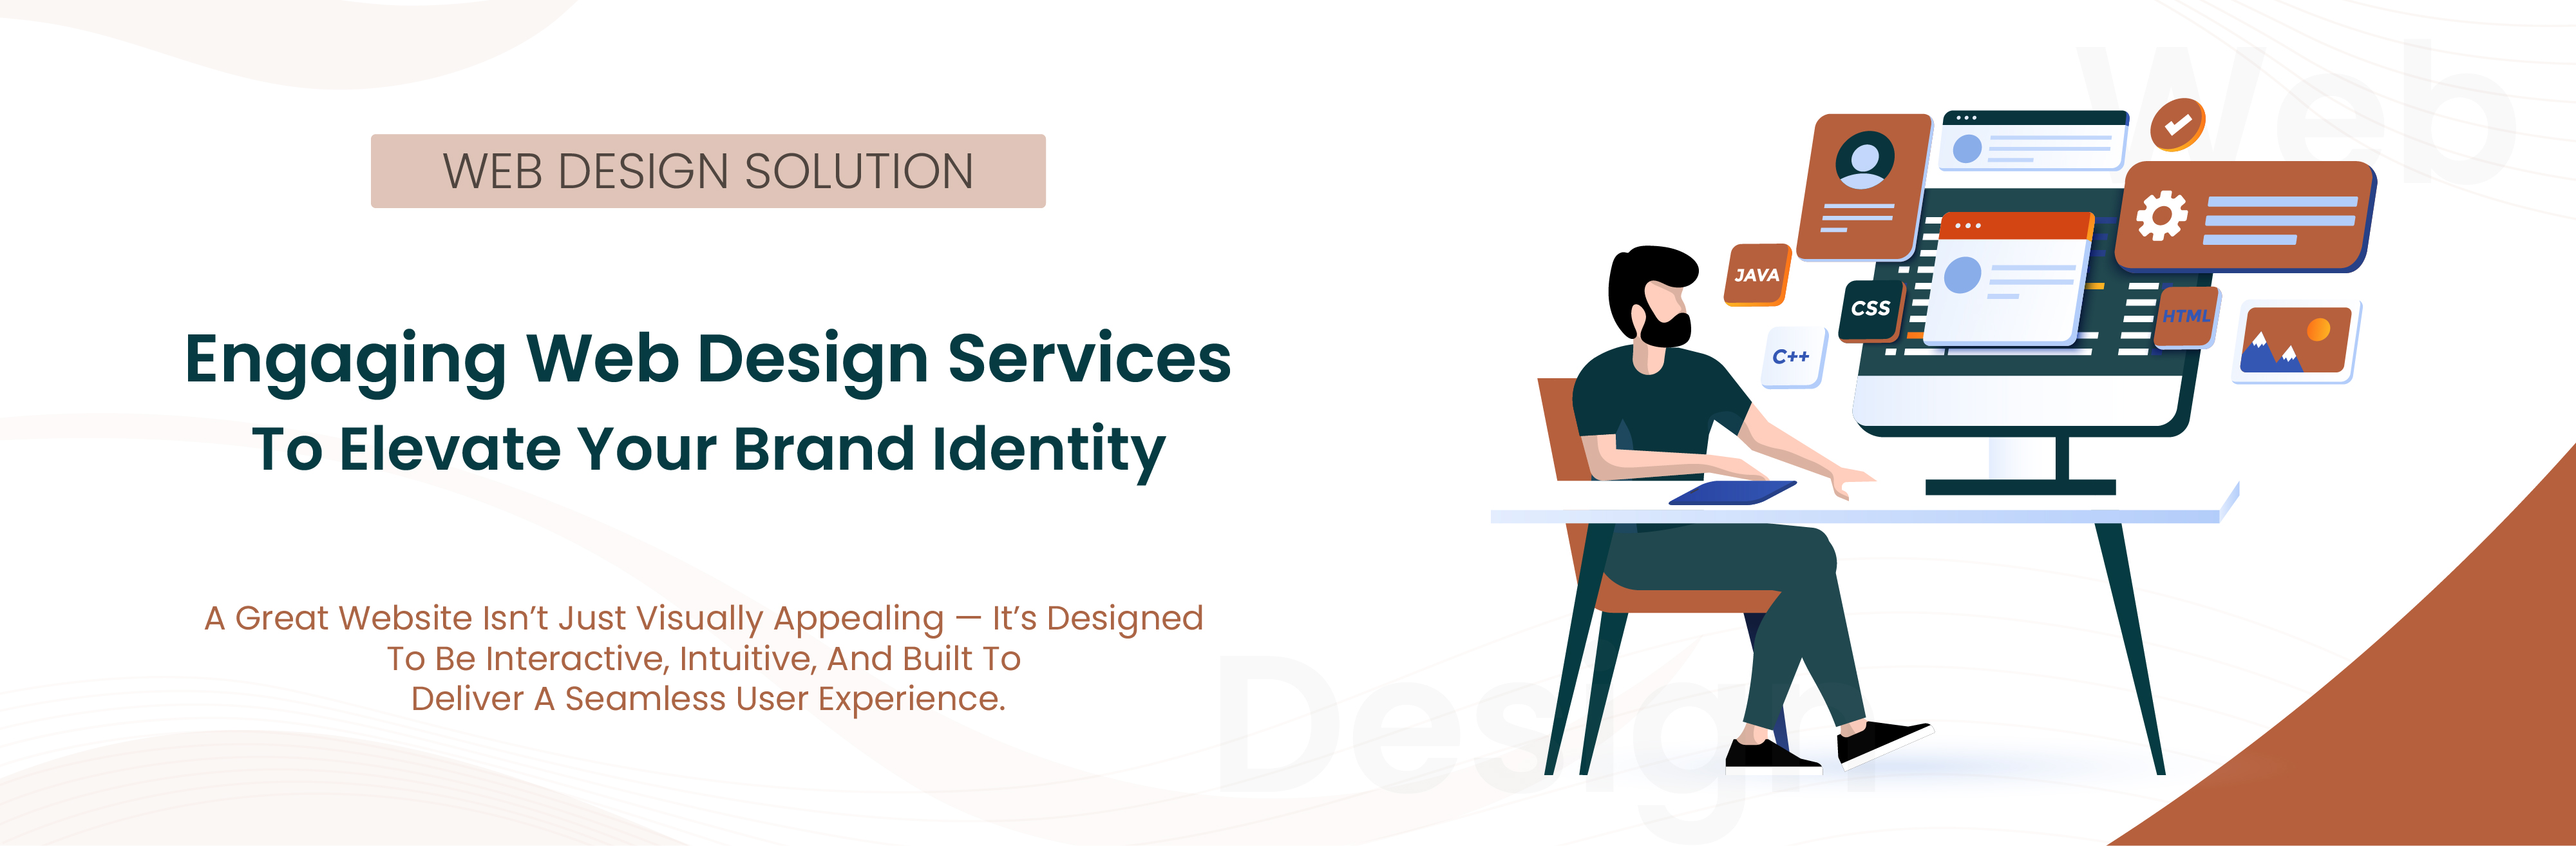 WEB DESIGN SOLUTION
Engaging Web Design Services
To Elevate Your Brand Identity
A Great Website Isn’t Just Visually Appealing — It’s Designed
To Be Interactive, Intuitive, And Built To
Deliver A Seamless User Experience.
Web
JAVA
CSS
HTML
C++
Design